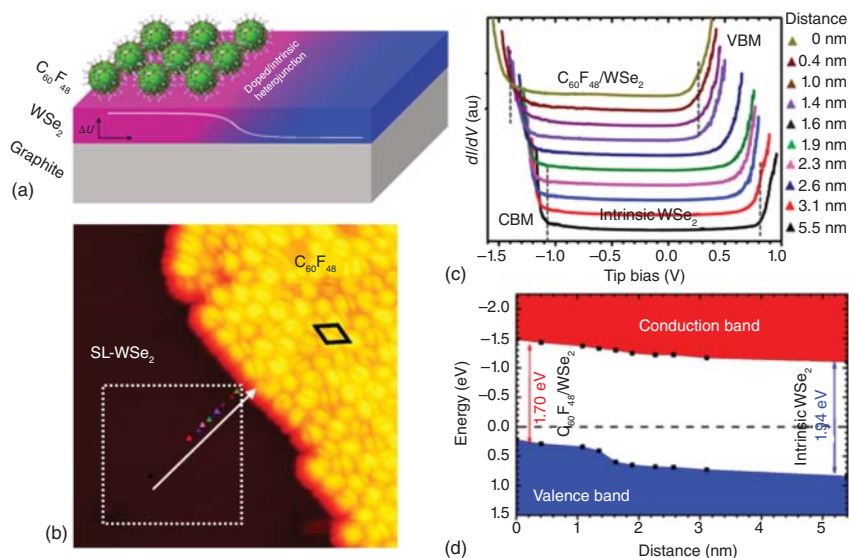 C60F48
WSe2
Graphite
ΔU
Doped/intrinsic
heterojunction
(a)
C60F48
SL-WSe2
(b)
dI/dV (au)
VBM
C60F48/WSe2
CBM
Intrinsic WSe2
−1.5 −1.0 −0.5 0.0 0.5 1.0
Tip bias (V)
(c)
Distance
0 nm
0.4 nm
1.0 nm
1.4 nm
1.6 nm
1.9 nm
2.3 nm
2.6 nm
3.1 nm
5.5 nm
Energy (eV)
−2.0
−1.5
−1.0
−0.5
0.0
0.5
1.0
1.5
Conduction band
1.70 eV
C60F48/WSe2
Intrinsic WSe2
1.94 eV
Valence band
0 1 2 3 4 5
Distance (nm)
(d)